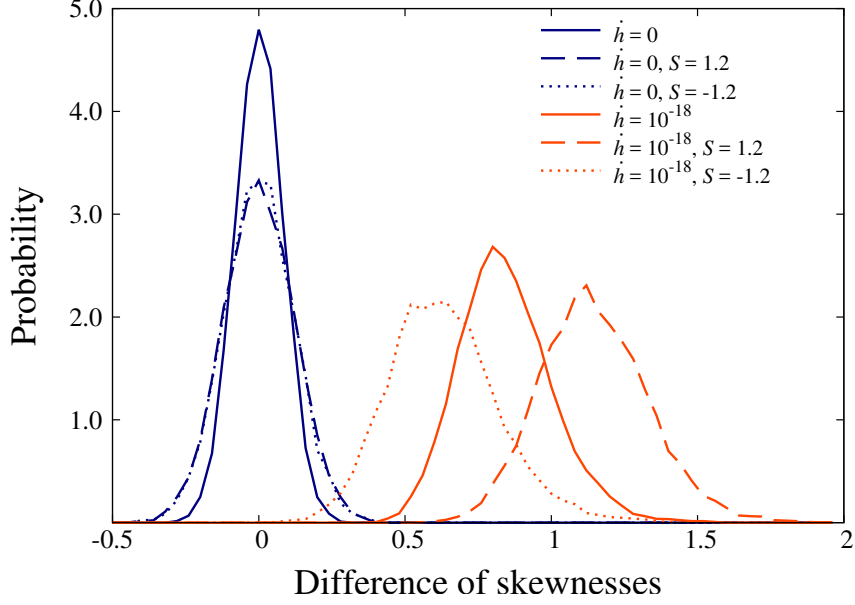 5.0
4.0
3.0
2.0
1.0
Probability
-0.5
0
0.5
1
1.5
2
Difference of skewnesses
ḣ = 0
ḣ = 0, S = 1.2
ḣ = 0, S = -1.2
ḣ = 10⁻¹⁸
ḣ = 10⁻¹⁸, S = 1.2
ḣ = 10⁻¹⁸, S = -1.2